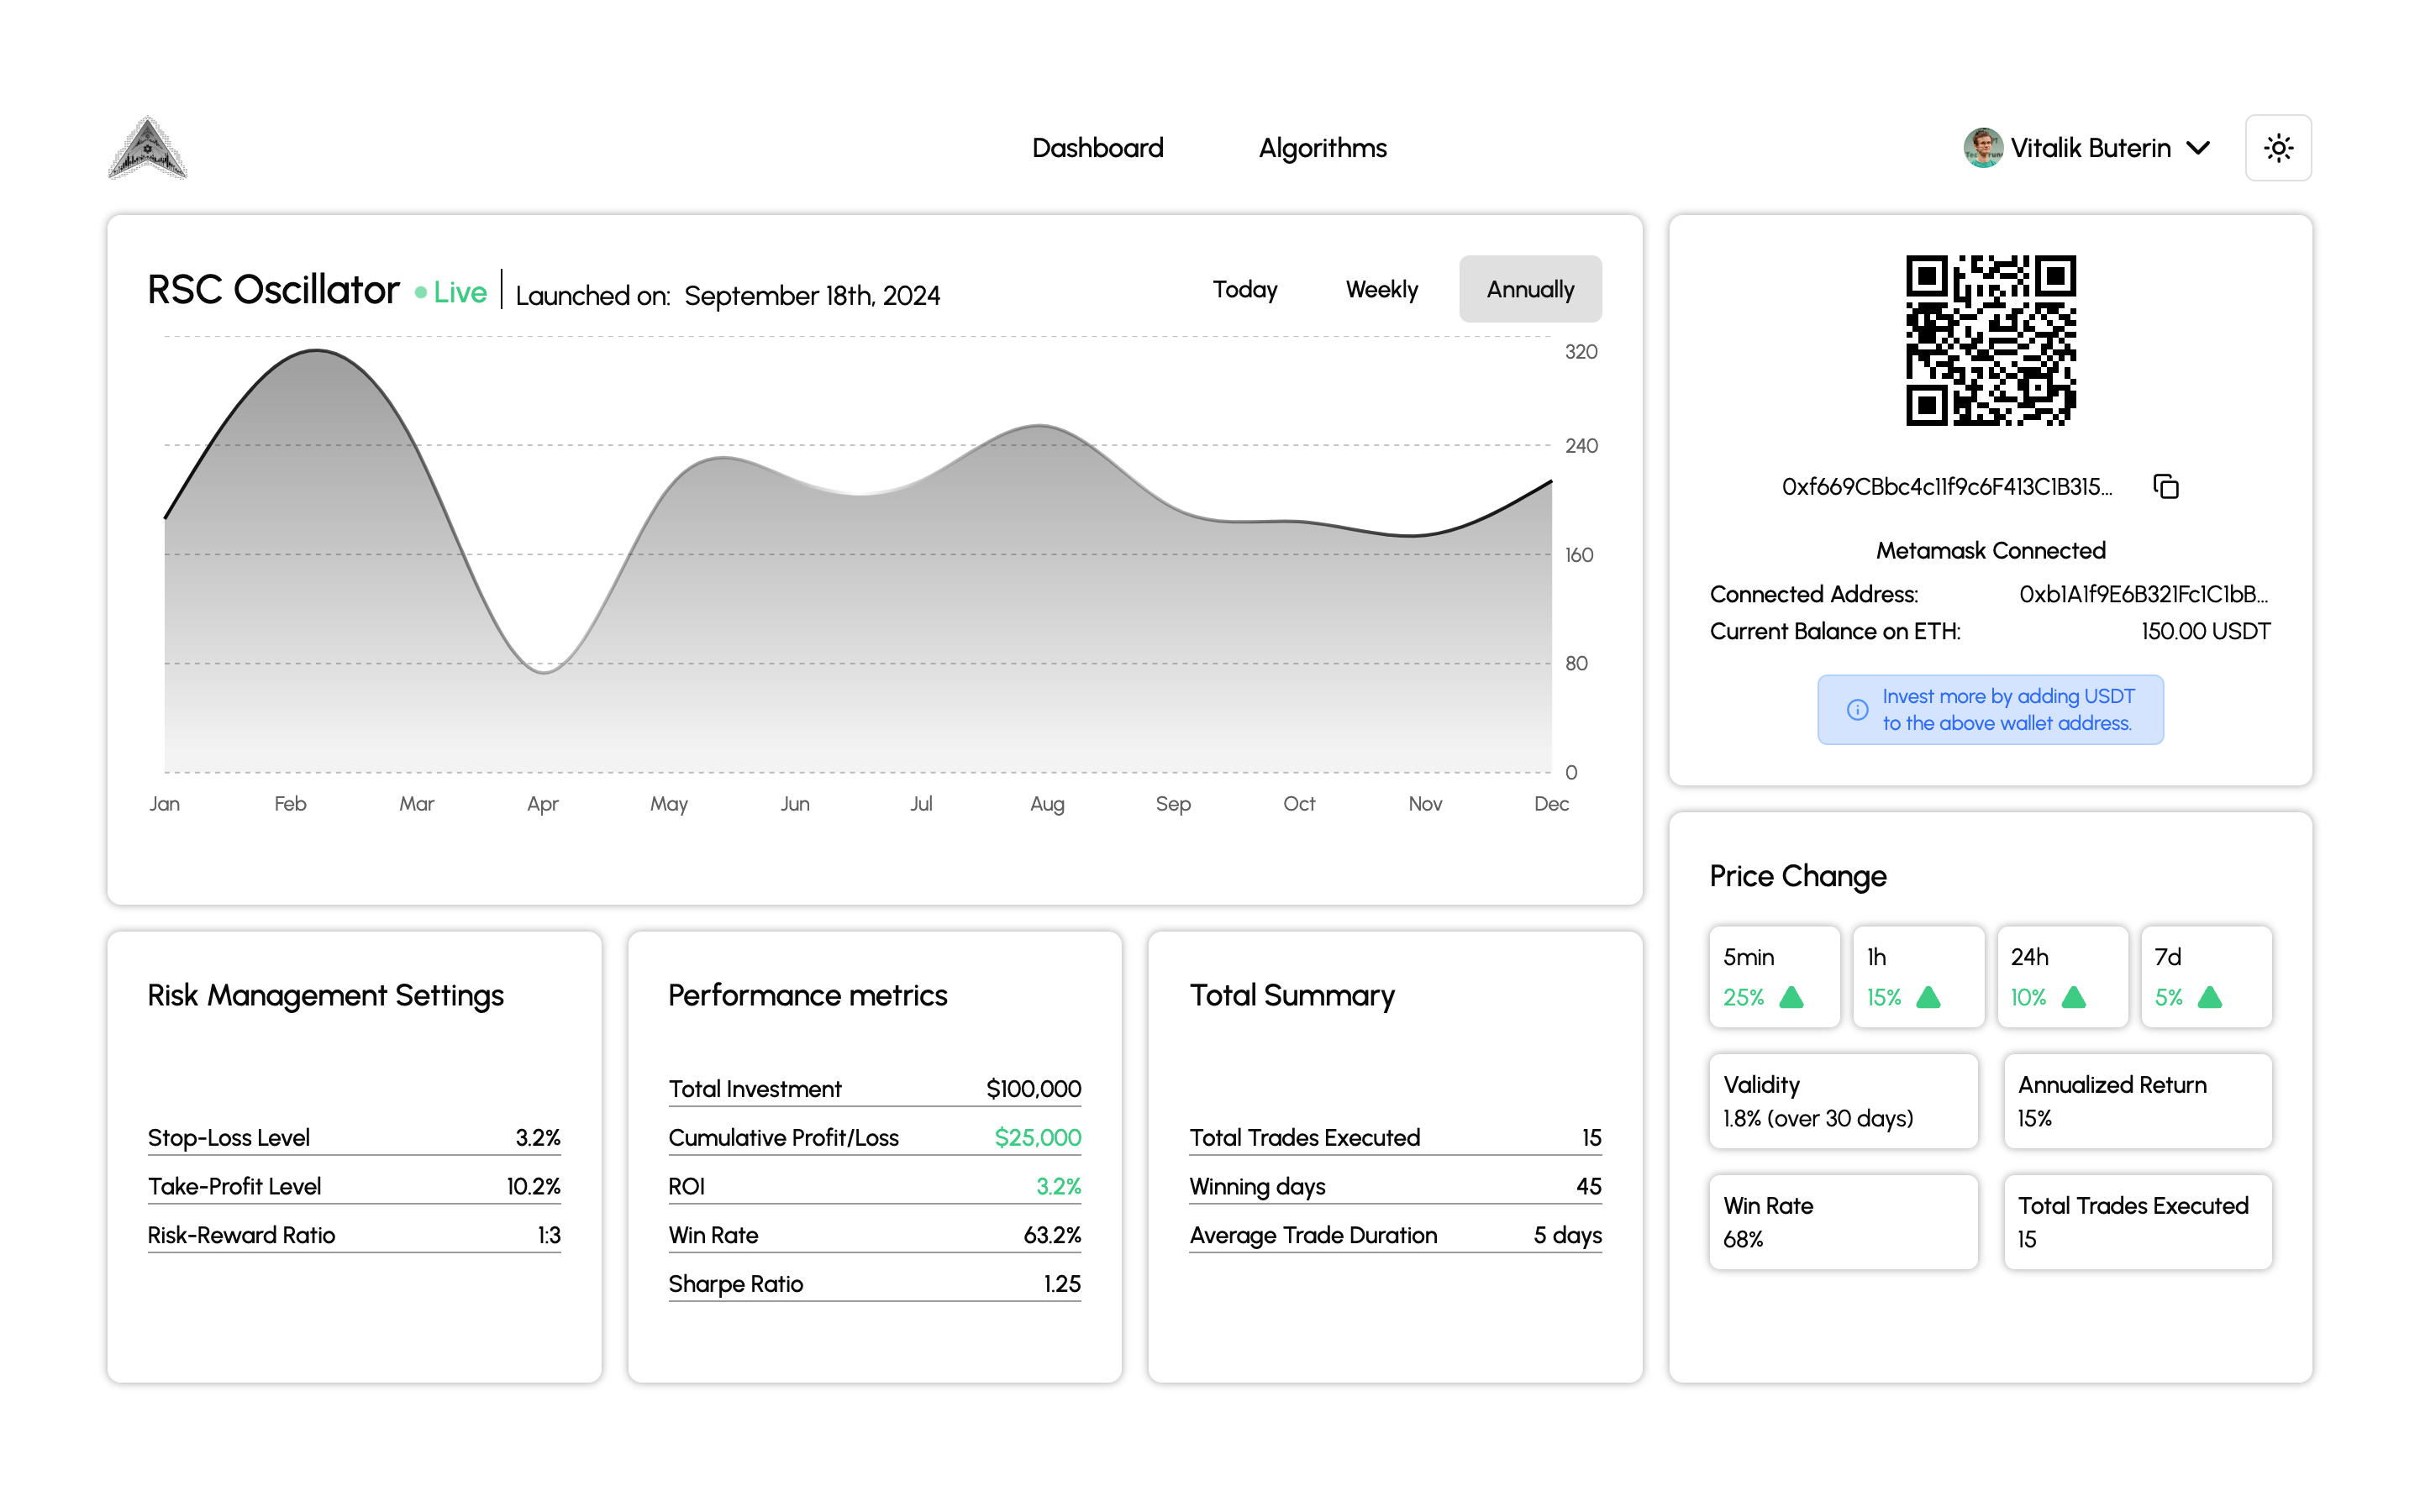 Dashboard
Algorithms
Vitalik Buterin
RSC Oscillator
Live
Launched on: September 18th, 2024
Today
Weekly
Annually
320
240
160
80
0
Jan
Feb
Mar
Apr
May
Jun
Jul
Aug
Sep
Oct
Nov
Dec
0xf669CBbc4c11f9c6F413C1B315...
Metamask Connected
Connected Address: 0xb1A1f9E6B321Fc1C1bB...
Current Balance on ETH: 150.00 USDT
Invest more by adding USDT
to the above wallet address.
Risk Management Settings
Stop-Loss Level 3.2%
Take-Profit Level 10.2%
Risk-Reward Ratio 1:3
Performance metrics
Total Investment $100,000
Cumulative Profit/Loss $25,000
ROI 3.2%
Win Rate 63.2%
Sharpe Ratio 1.25
Total Summary
Total Trades Executed 15
Winning days 45
Average Trade Duration 5 days
Price Change
5min
25%
1h
15%
24h
10%
7d
5%
Validity
1.8% (over 30 days)
Annualized Return
15%
Win Rate
68%
Total Trades Executed
15